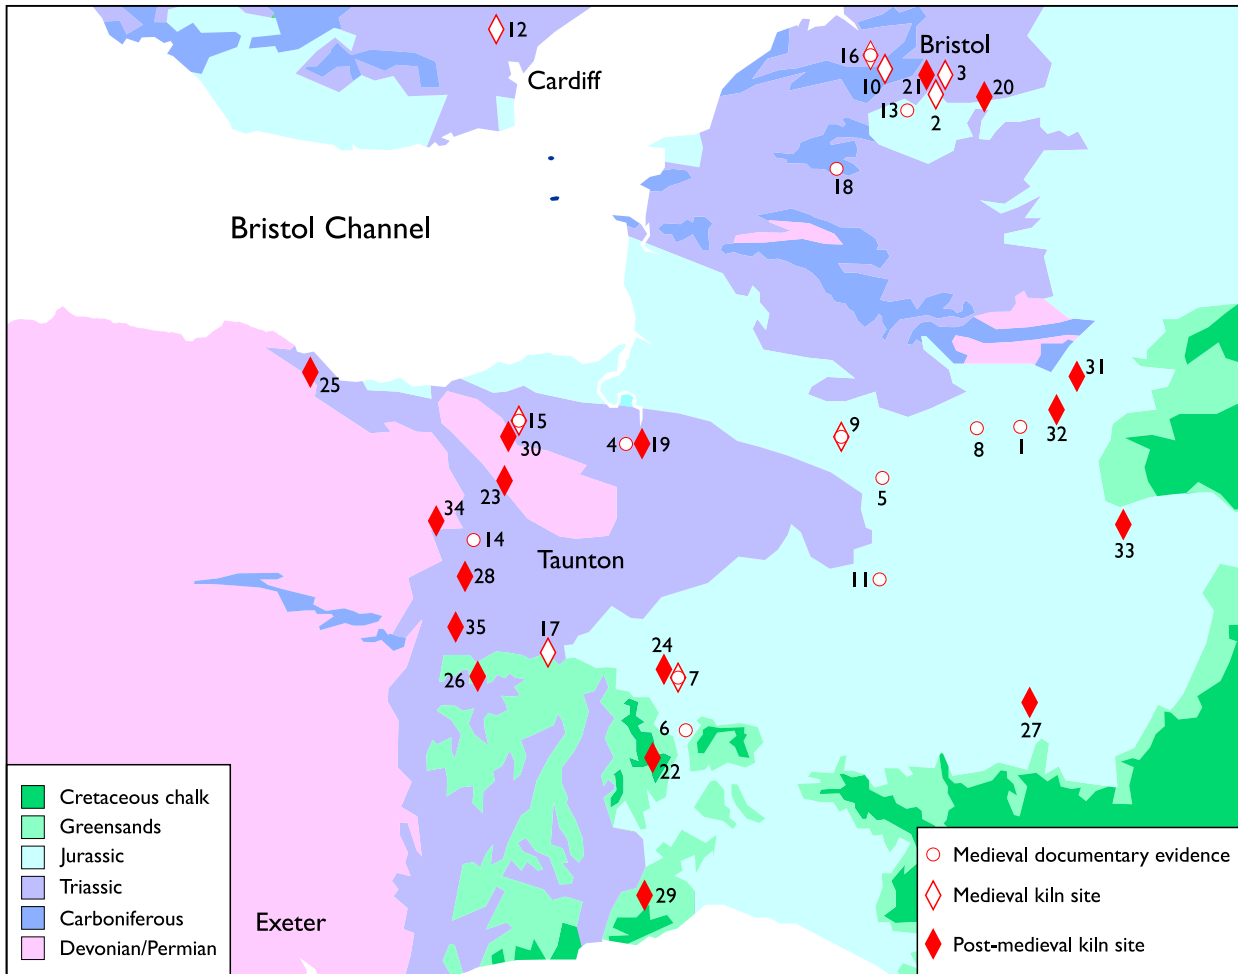 12
Cardiff
16
Bristol
10
21
3
20
13
2
18
Bristol Channel
25
31
15
30
4
19
9
8
1
32
5
23
34
14
33
Taunton
28
11
35
17
24
7
26
6
27
22
29
Exeter
Cretaceous chalk
Greensands
Jurassic
Triassic
Carboniferous
Devonian/Permian
Medieval documentary evidence
Medieval kiln site
Post-medieval kiln site